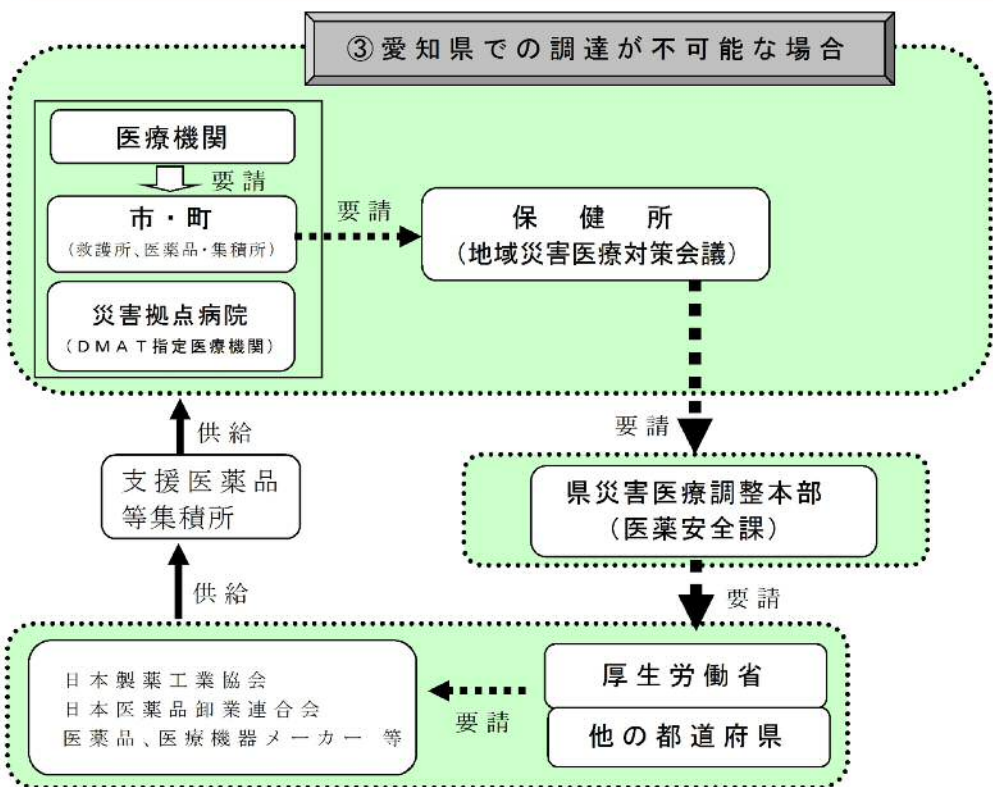 ③愛知県での調達が不可能な場合
医療機関
要請
市・町
(救護所、医薬品・集積所)
災害拠点病院
(DMAT指定医療機関)
要請
保健所
(地域災害医療対策会議)
要請
県災害医療調整本部
(医薬安全課)
要請
厚生労働省
他の都道府県
要請
日本製薬工業協会
日本医薬品卸業連合会
医薬品、医療機器メーカー 等
供給
支援医薬品
等集積所
供給